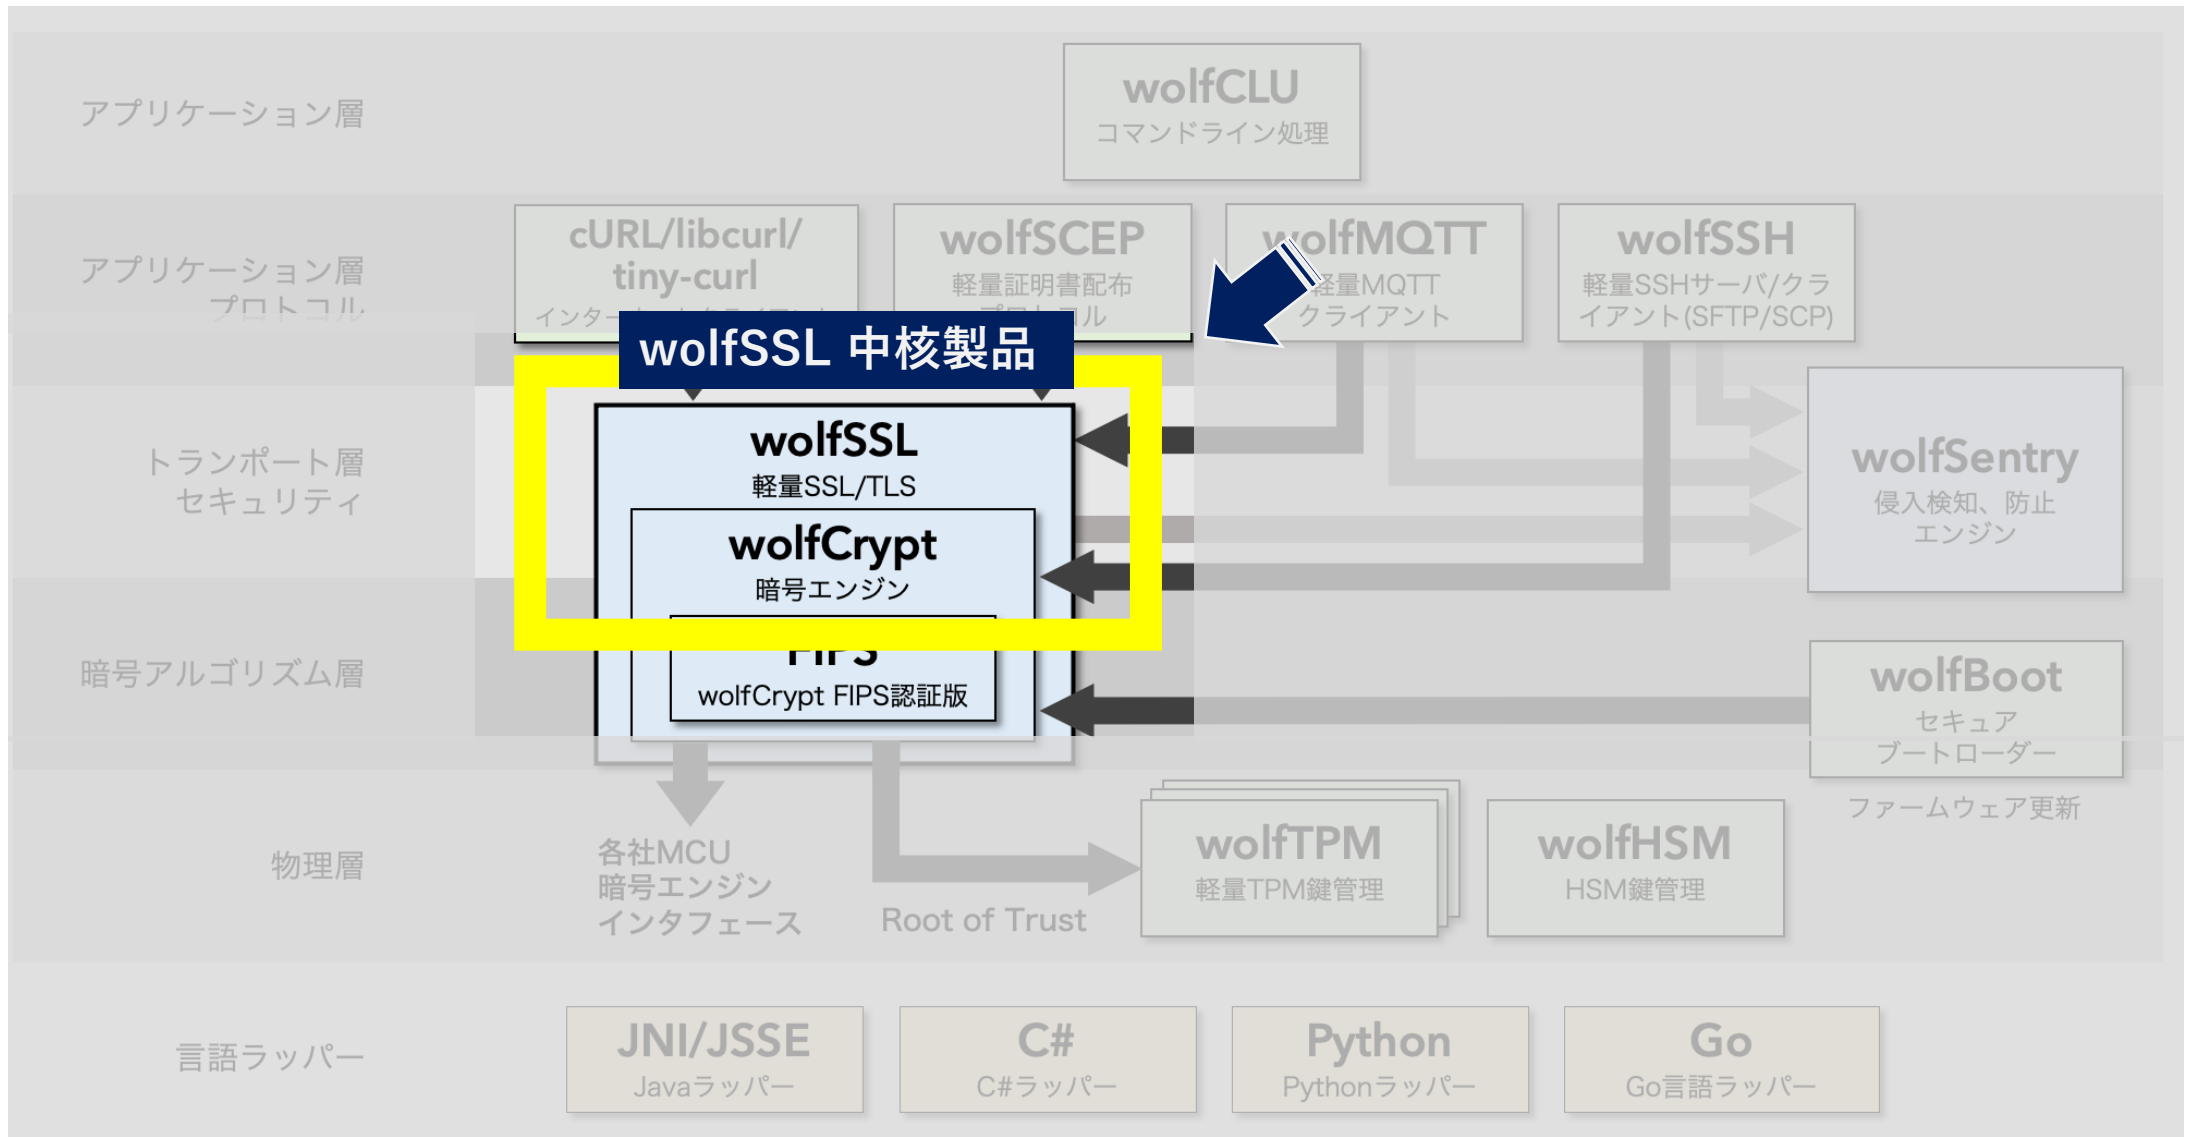 アプリケーション層
wolfCLU
コマンドライン処理
アプリケーション層
プロトコル
cURL/libcurl/
tiny-curl
wolfSCEP
軽量証明書配布
プロトコル
wolfMQTT
軽量MQTT
クライアント
wolfSSH
軽量SSHサーバ/クラ
イアント(SFTP/SCP)
wolfSSL 中核製品
トランポート層
セキュリティ
wolfSSL
軽量SSL/TLS
wolfCrypt
暗号エンジン
wolfSentry
侵入検知、防止
エンジン
暗号アルゴリズム層
FIPS
wolfCrypt FIPS認証版
wolfBoot
セキュア
ブートローダー
ファームウェア更新
物理層
各社MCU
暗号エンジン
インタフェース
Root of Trust
wolfTPM
軽量TPM鍵管理
wolfHSM
HSM鍵管理
言語ラッパー
JNI/JSSE
Javaラッパー
C#
C#ラッパー
Python
Pythonラッパー
Go
Go言語ラッパー